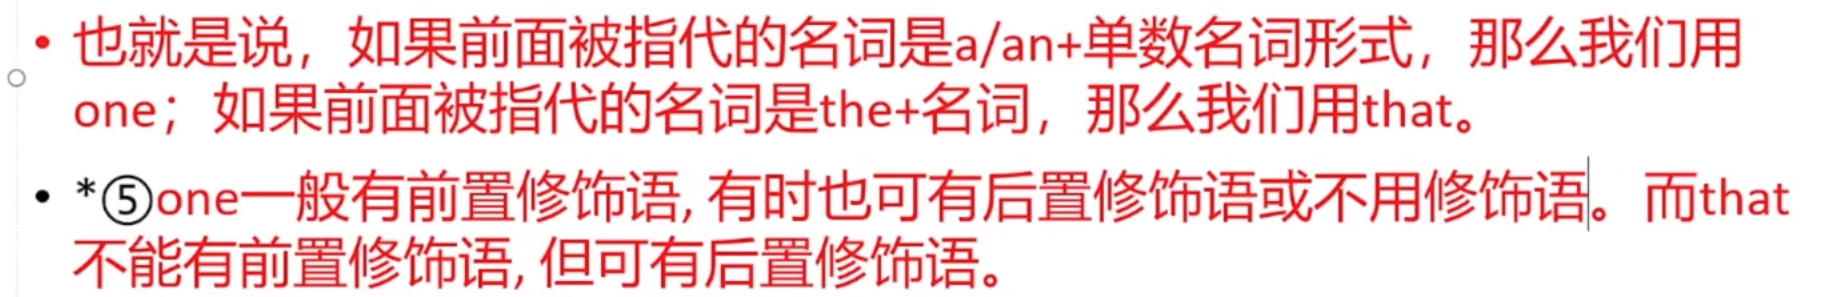 • 也就是说，如果前面被指代的名词是a/an+单数名词形式，那么我们用
one；如果前面被指代的名词是the+名词，那么我们用that。
• *⑤one一般有前置修饰语, 有时也可有后置修饰语或不用修饰语。而that
不能有前置修饰语, 但可有后置修饰语。